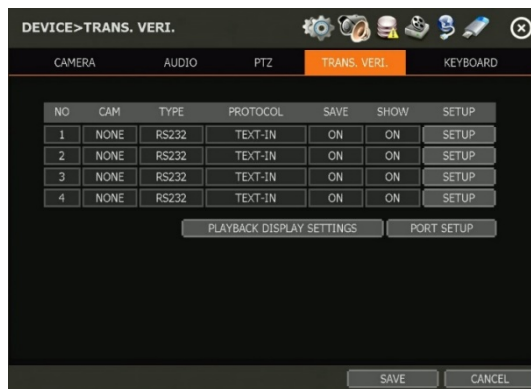 DEVICE>TRANS. VERI.
CAMERA AUDIO PTZ TRANS. VERI. KEYBOARD
NO CAM TYPE PROTOCOL SAVE SHOW SETUP
1 NONE RS232 TEXT-IN ON ON SETUP
2 NONE RS232 TEXT-IN ON ON SETUP
3 NONE RS232 TEXT-IN ON ON SETUP
4 NONE RS232 TEXT-IN ON ON SETUP
PLAYBACK DISPLAY SETTINGS PORT SETUP
SAVE CANCEL